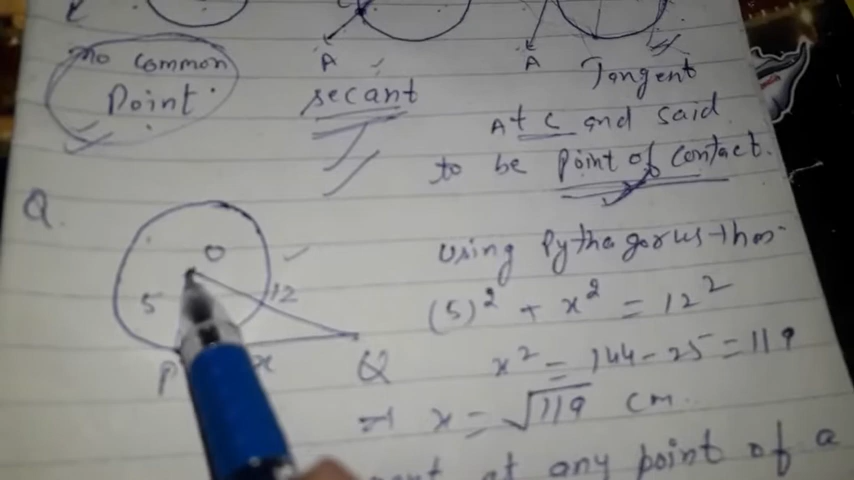 C
A
A
no common
Point.
secant
Tangent
At C and said
to be Point of contact.
Q.
O
5
12
P
x
Q
Using Pythagorus
(5)² + x² = 12²
x² = 144-25 = 119
x = √119 cm.
at any point of a